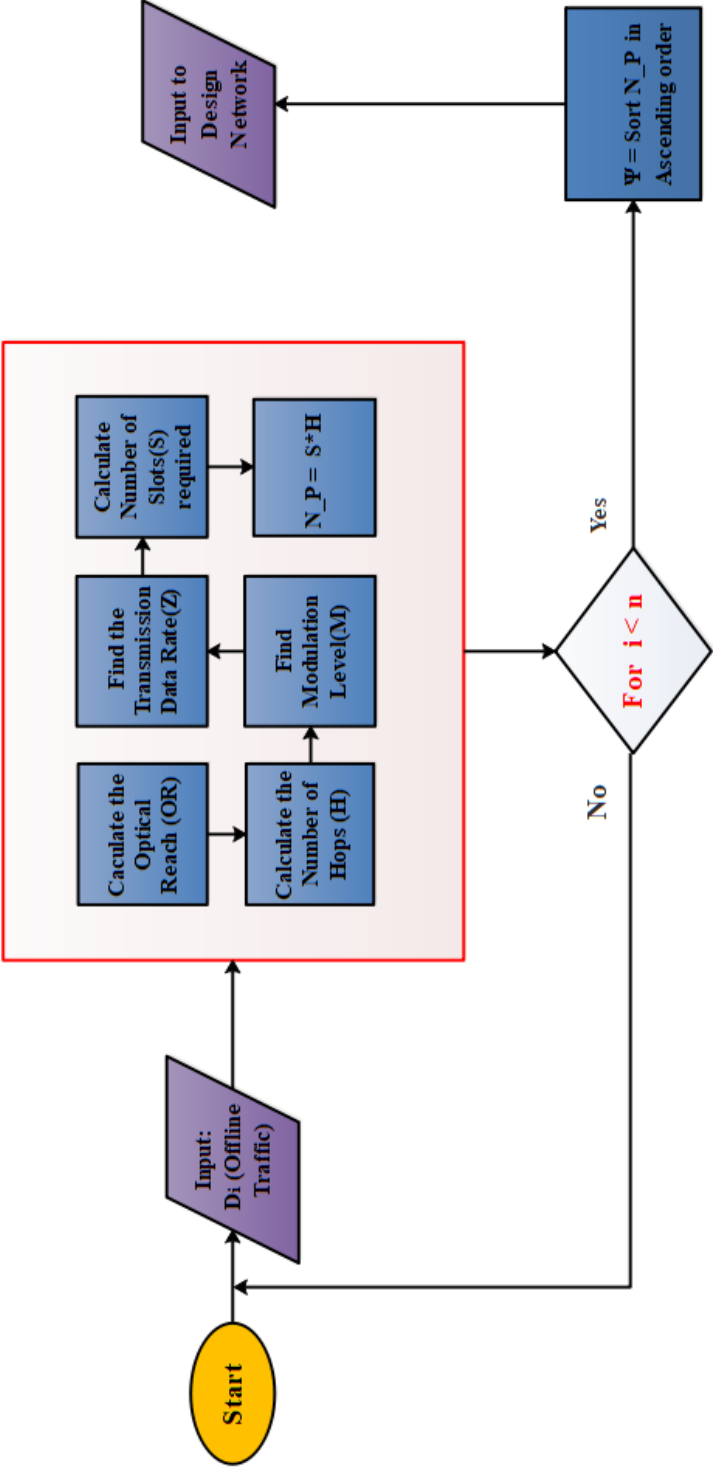 Start
Input:
Di (Offline
Traffic)
Caculate the
Optical
Reach (OR)
Calculate the
Number of
Hops (H)
Find
Modulation
Level(M)
Find the
Transmission
Data Rate(Z)
Calculate
Number of
Slots(S)
required
N_P = S*H
For i < n
No
Yes
Ψ = Sort N_P in
Ascending order
Input to
Design
Network